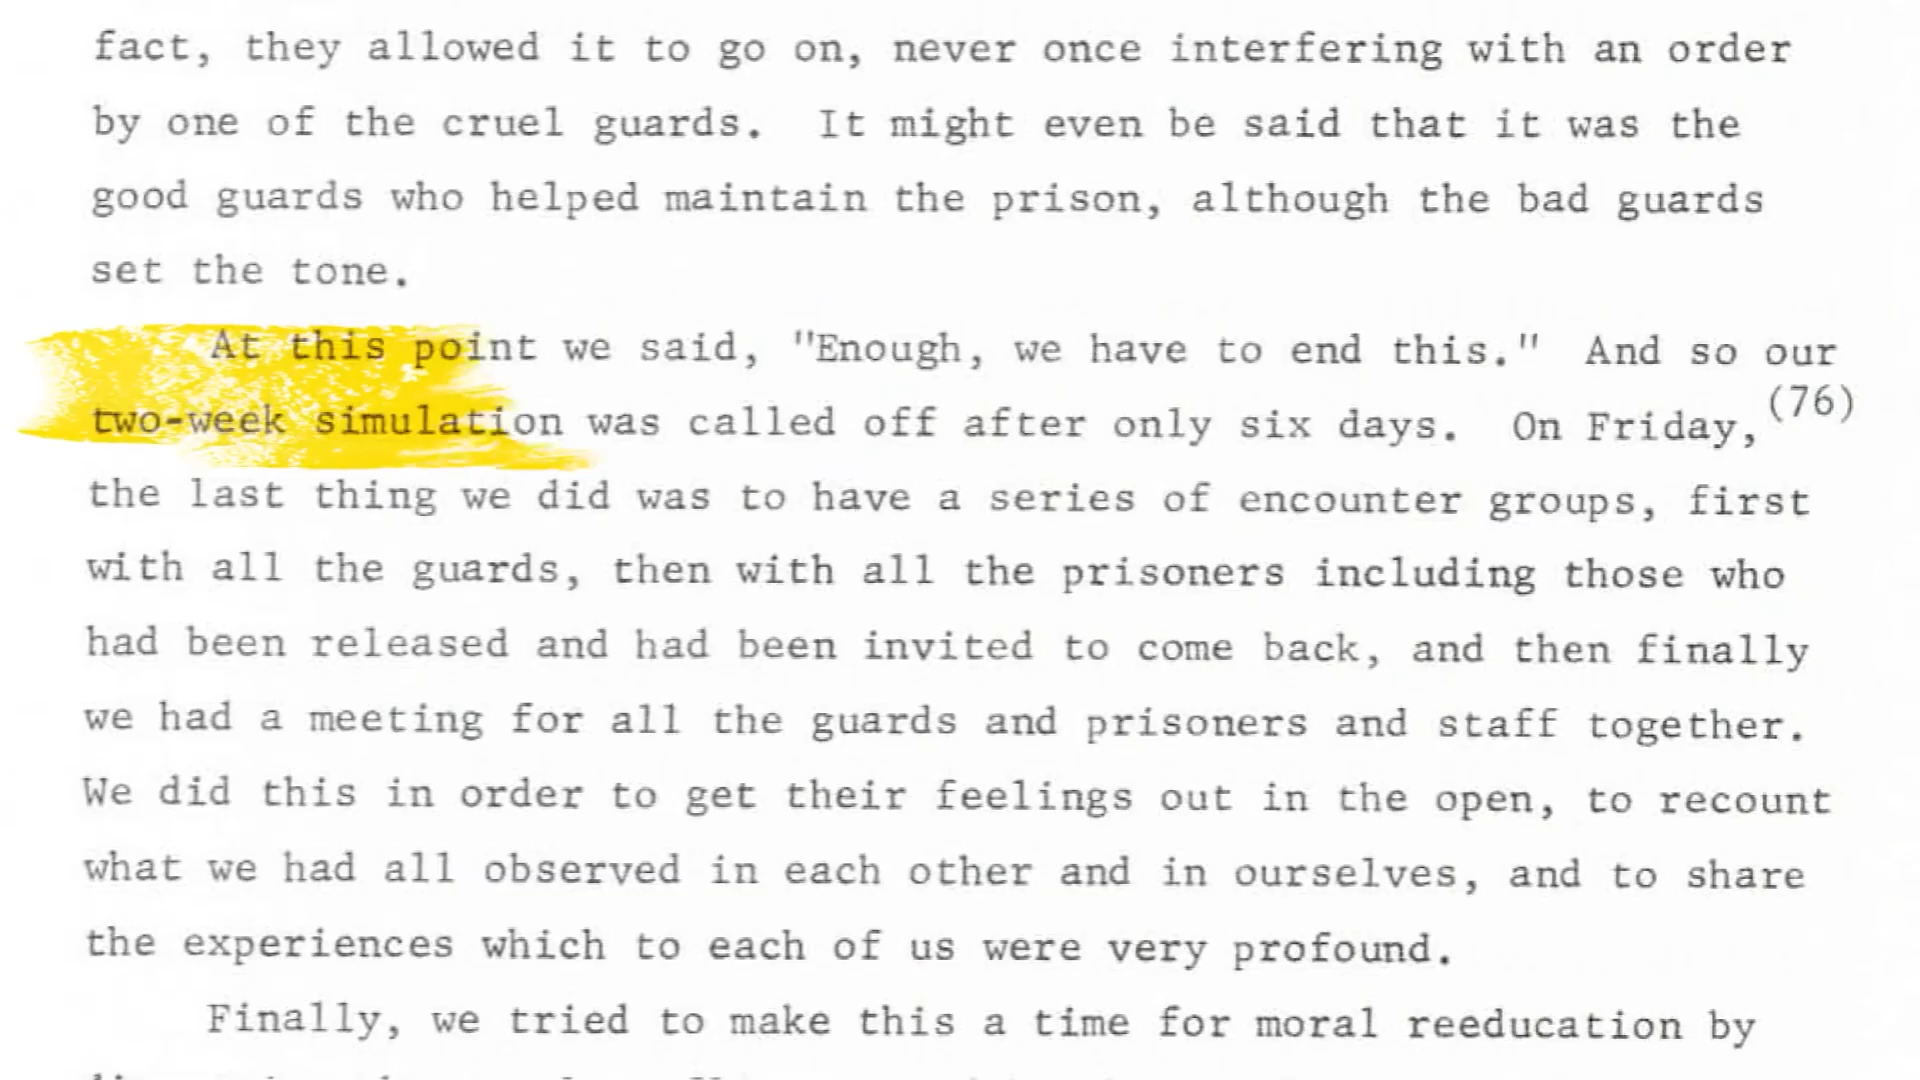 fact, they allowed it to go on, never once interfering with an order
by one of the cruel guards.  It might even be said that it was the
good guards who helped maintain the prison, although the bad guards
set the tone.
At this point we said, "Enough, we have to end this."  And so our
two-week simulation was called off after only six days.  On Friday, (76)
the last thing we did was to have a series of encounter groups, first
with all the guards, then with all the prisoners including those who
had been released and had been invited to come back, and then finally
we had a meeting for all the guards and prisoners and staff together.
We did this in order to get their feelings out in the open, to recount
what we had all observed in each other and in ourselves, and to share
the experiences which to each of us were very profound.
Finally, we tried to make this a time for moral reeducation by